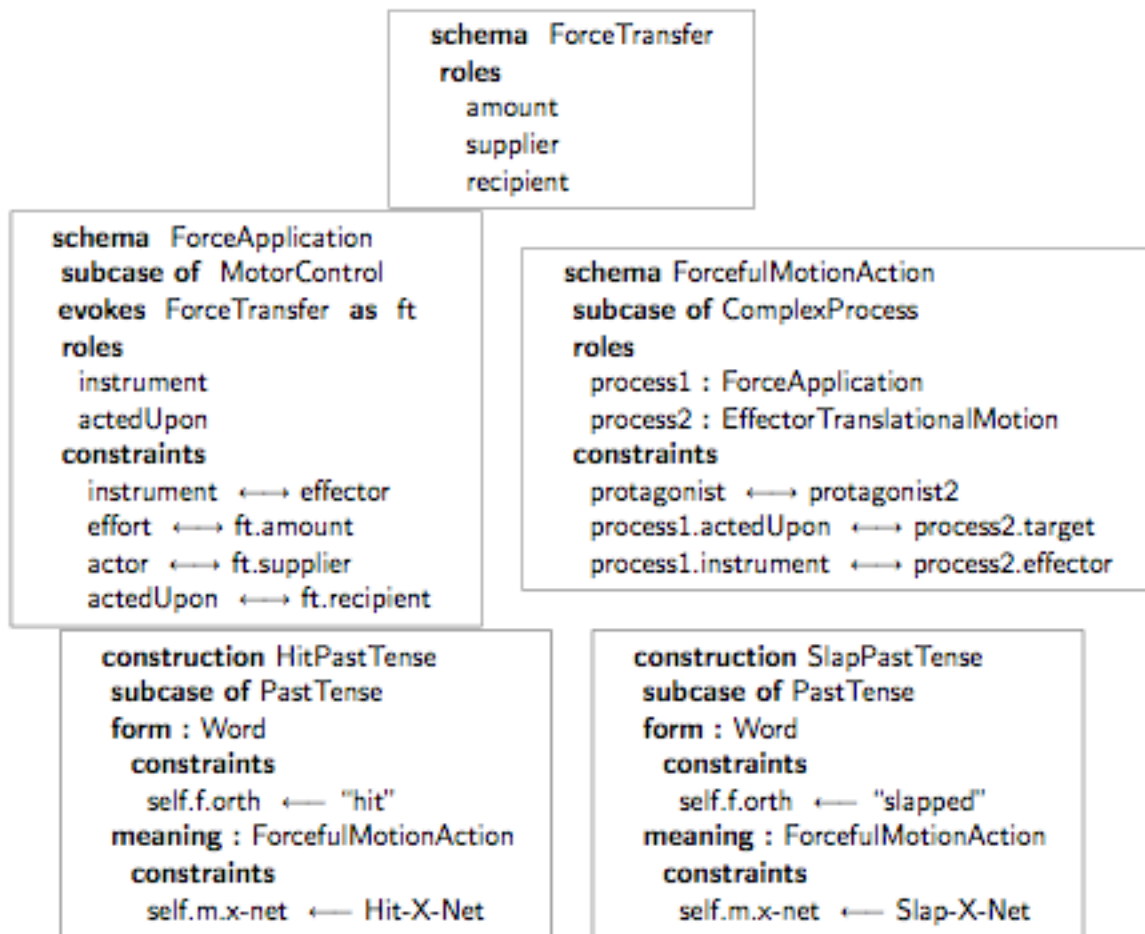 schema ForceTransfer
roles
amount
supplier
recipient
schema ForceApplication
subcase of MotorControl
evokes ForceTransfer as ft
roles
instrument
actedUpon
constraints
instrument ⟷ effector
effort ⟷ ft.amount
actor ⟷ ft.supplier
actedUpon ⟷ ft.recipient
schema ForcefulMotionAction
subcase of ComplexProcess
roles
process1 : ForceApplication
process2 : EffectorTranslationalMotion
constraints
protagonist ⟷ protagonist2
process1.actedUpon ⟷ process2.target
process1.instrument ⟷ process2.effector
construction HitPastTense
subcase of PastTense
form : Word
constraints
self.f.orth ⟵ "hit"
meaning : ForcefulMotionAction
constraints
self.m.x-net ⟵ Hit-X-Net
construction SlapPastTense
subcase of PastTense
form : Word
constraints
self.f.orth ⟵ "slapped"
meaning : ForcefulMotionAction
constraints
self.m.x-net ⟵ Slap-X-Net